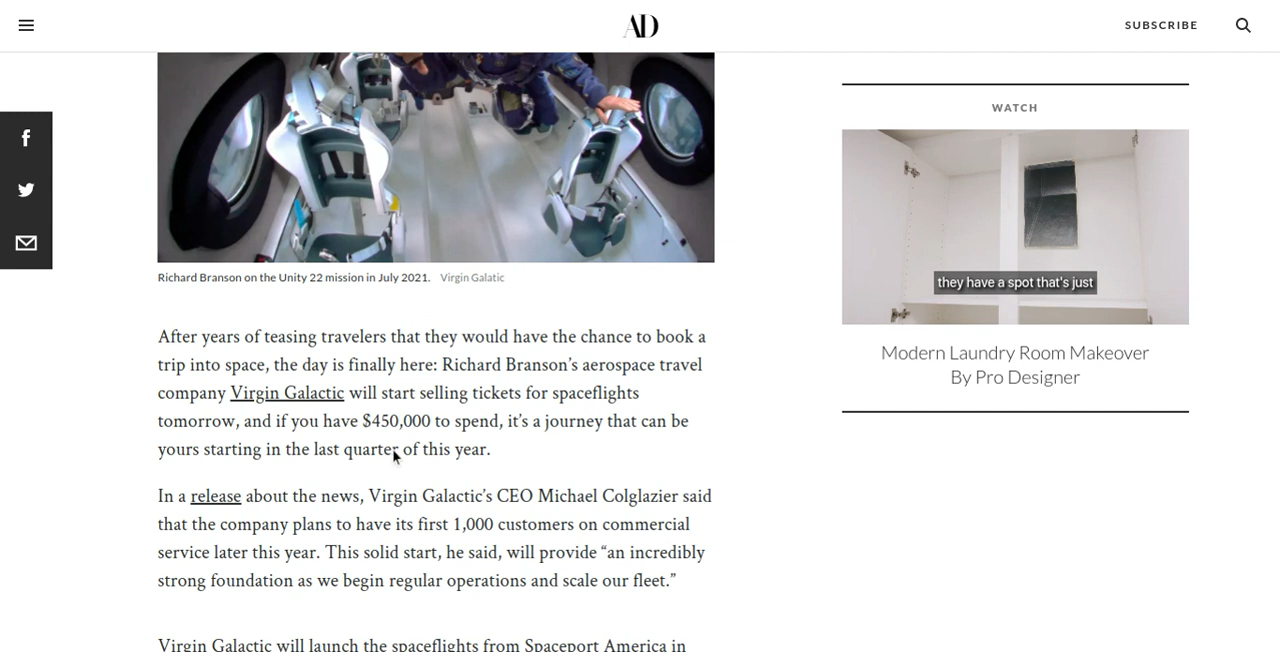 AD
SUBSCRIBE
Richard Branson on the Unity 22 mission in July 2021. Virgin Galatic
After years of teasing travelers that they would have the chance to book a
trip into space, the day is finally here: Richard Branson’s aerospace travel
company Virgin Galactic will start selling tickets for spaceflights
tomorrow, and if you have $450,000 to spend, it’s a journey that can be
yours starting in the last quarter of this year.
In a release about the news, Virgin Galactic’s CEO Michael Colglazier said
that the company plans to have its first 1,000 customers on commercial
service later this year. This solid start, he said, will provide “an incredibly
strong foundation as we begin regular operations and scale our fleet.”
Virgin Galactic will launch the spaceflights from Spaceport America in
WATCH
they have a spot that's just
Modern Laundry Room Makeover
By Pro Designer